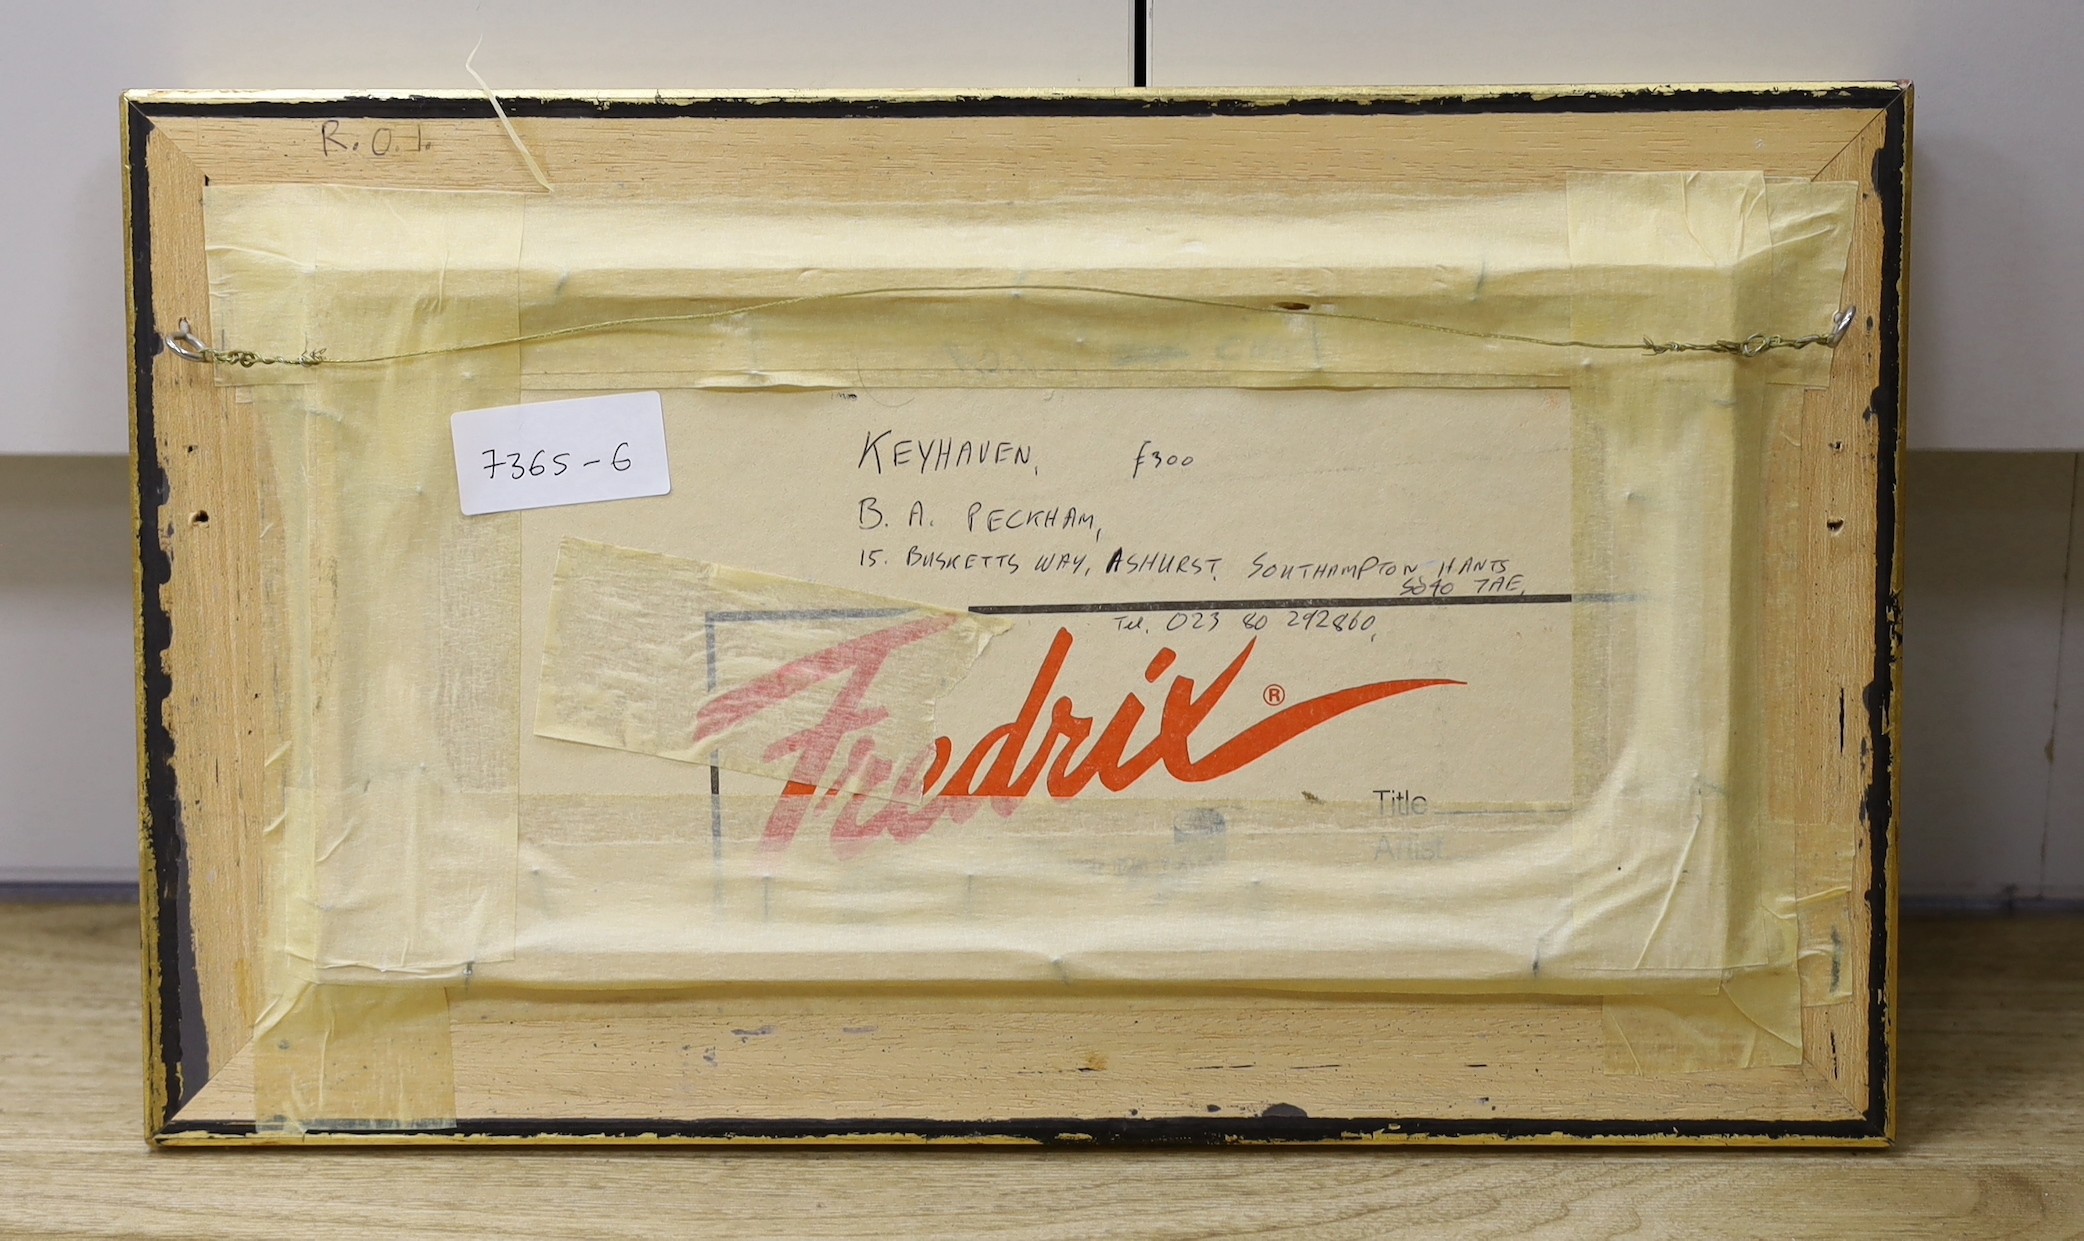 R.O.I.
7365-6
KEYHAVEN, £300
B. A. PECKHAM,
15. BUSKETTS WAY, ASHURST. SOUTHAMPTON HANTS
SO40 7AE.
Tel. 023 80 292860,
Fredrix ®
Title
Artist